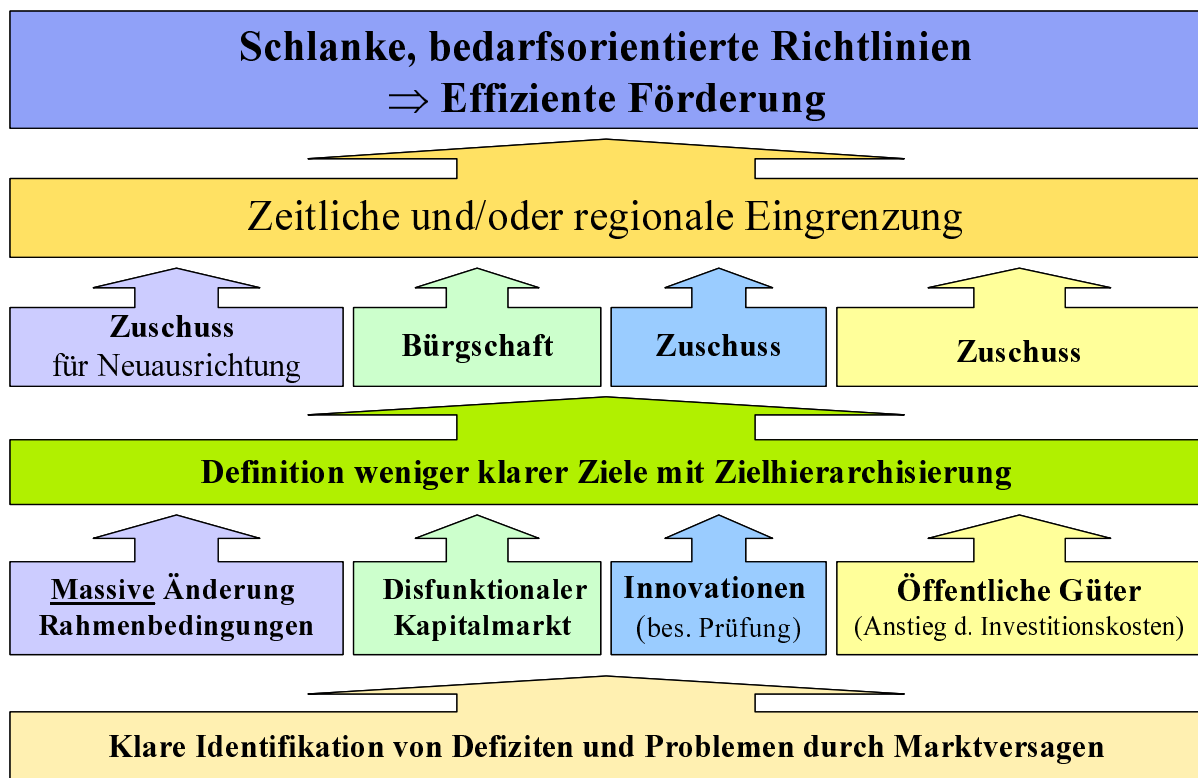 Schlanke, bedarfsorientierte Richtlinien
⇒ Effiziente Förderung
Zeitliche und/oder regionale Eingrenzung
Zuschuss
für Neuausrichtung
Bürgschaft
Zuschuss
Zuschuss
Definition weniger klarer Ziele mit Zielhierarchisierung
Massive Änderung
Rahmenbedingungen
Disfunktionaler
Kapitalmarkt
Innovationen
(bes. Prüfung)
Öffentliche Güter
(Anstieg d. Investitionskosten)
Klare Identifikation von Defiziten und Problemen durch Marktversagen